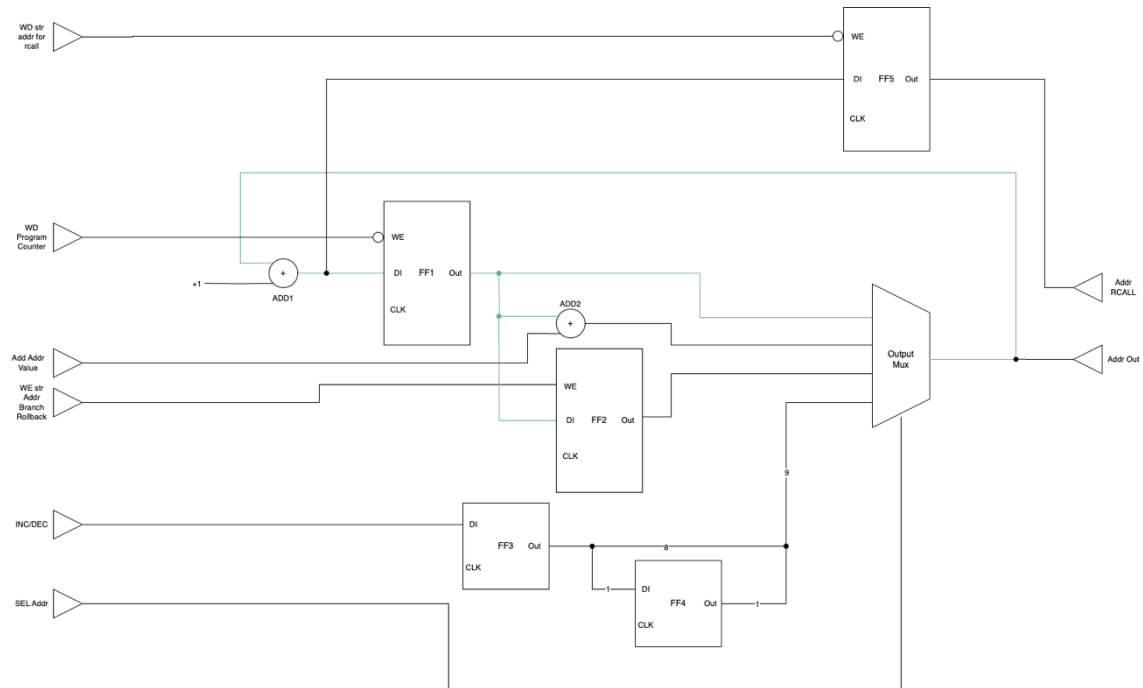 WD str
addr for
rcall
WE
DI
FF5
Out
CLK
WD
Program
Counter
WE
DI
FF1
Out
CLK
+
+1
ADD1
ADD2
+
Addr
RCALL
Output
Mux
Addr Out
Add Addr
Value
WE str
Addr
Branch
Rollback
WE
DI
FF2
Out
CLK
9
INC/DEC
DI
FF3
Out
CLK
8
1
DI
FF4
Out
CLK
1
SEL Addr